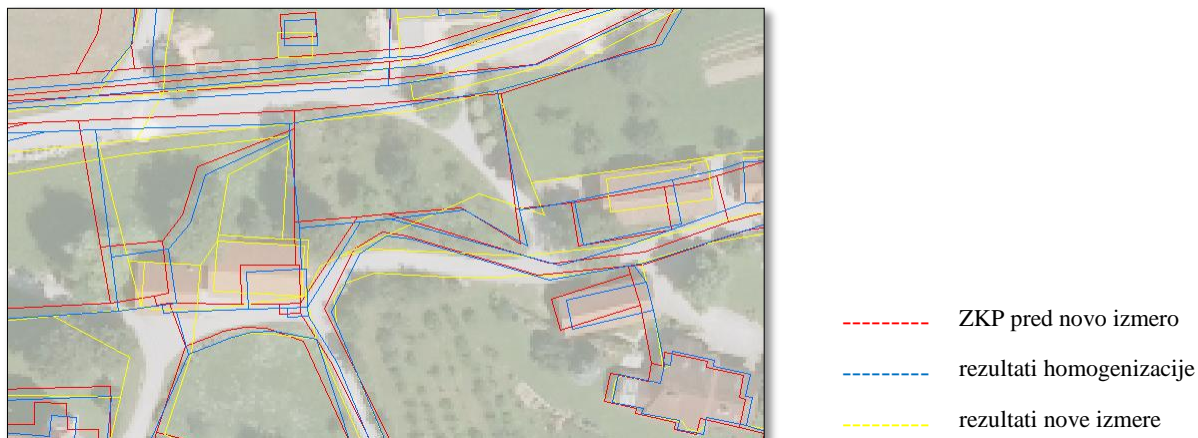 ZKP pred novo izmero
rezultati homogenizacije
rezultati nove izmere